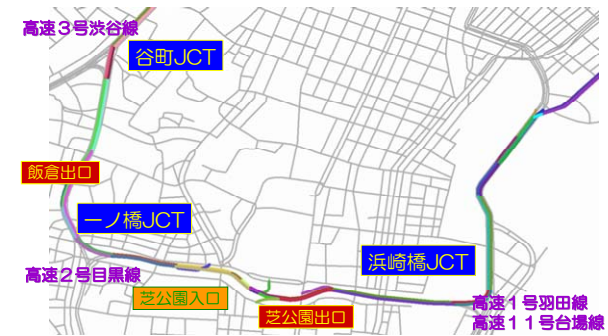 高速３号渋谷線
谷町JCT
飯倉出口
一ノ橋JCT
浜崎橋JCT
高速２号目黒線
芝公園入口
芝公園出口
高速１号羽田線
高速１１号台場線